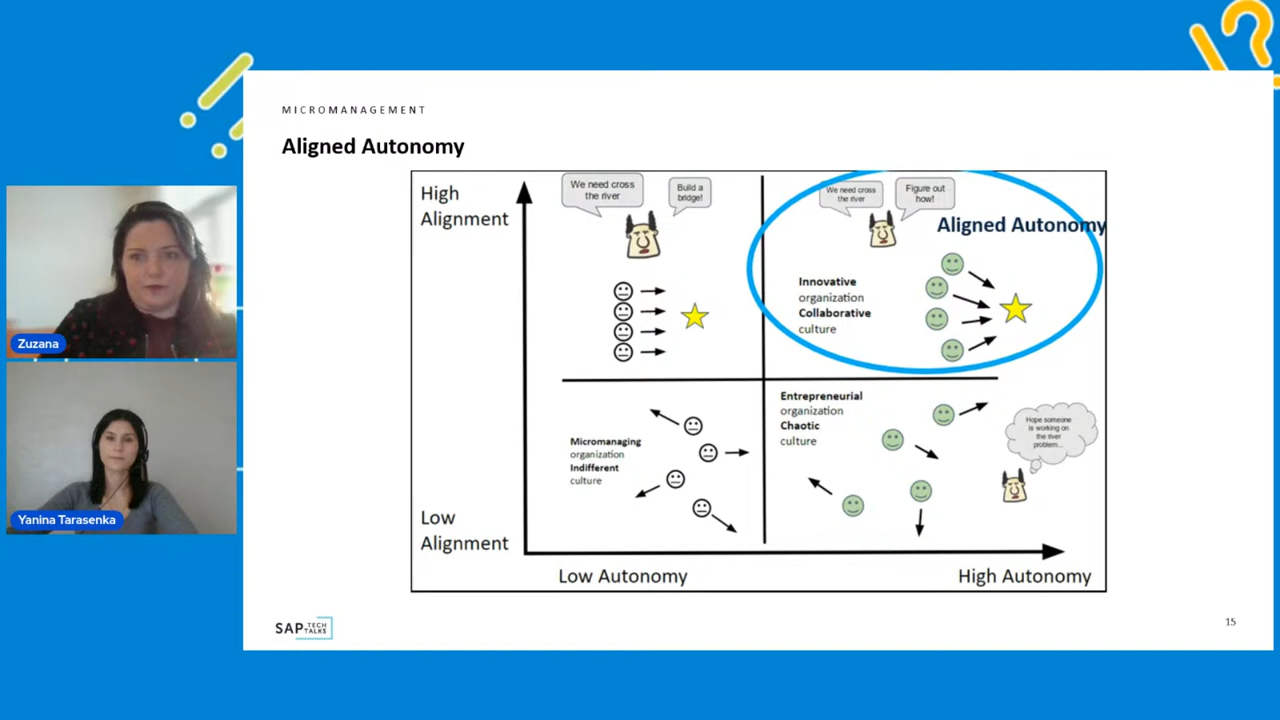 MICROMANAGEMENT
Aligned Autonomy
High
Alignment
We need cross
the river
Build a
bridge!
We need cross
the river
Figure out
how!
Aligned Autonomy
Innovative
organization
Collaborative
culture
Micromanaging
organization
Indifferent
culture
Entrepreneurial
organization
Chaotic
culture
Hope someone
is working on
the river
problem...
Low
Alignment
Low Autonomy
High Autonomy
Zuzana
Yanina Tarasenka
SAP TECH
TALKS
15